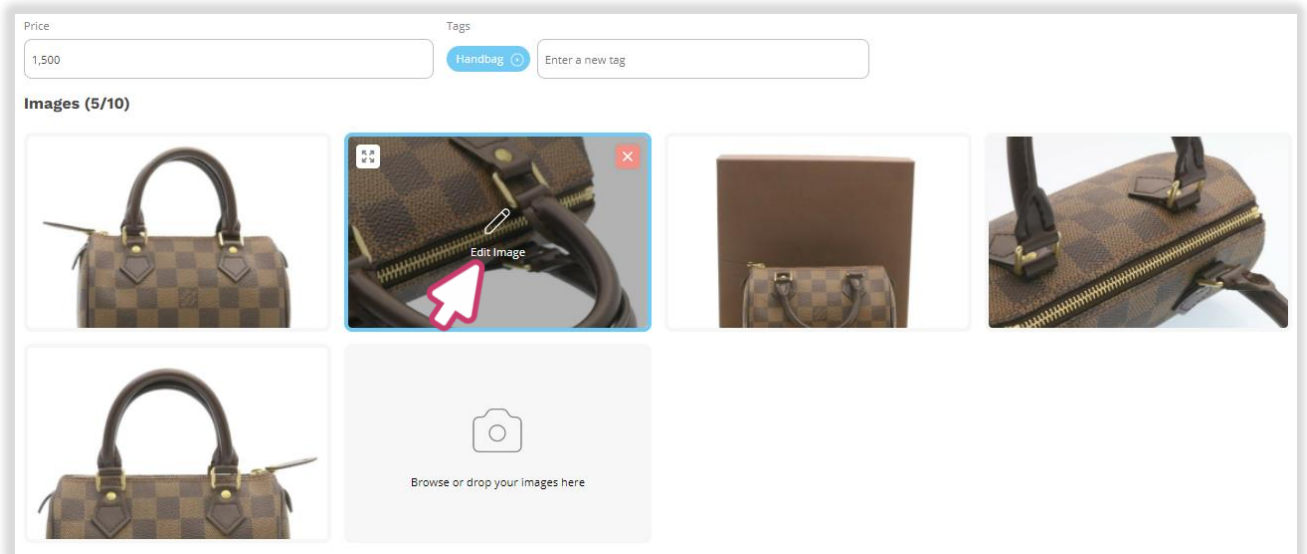 Price
Tags
1,500
Handbag
Enter a new tag
Images (5/10)
Edit Image
Browse or drop your images here